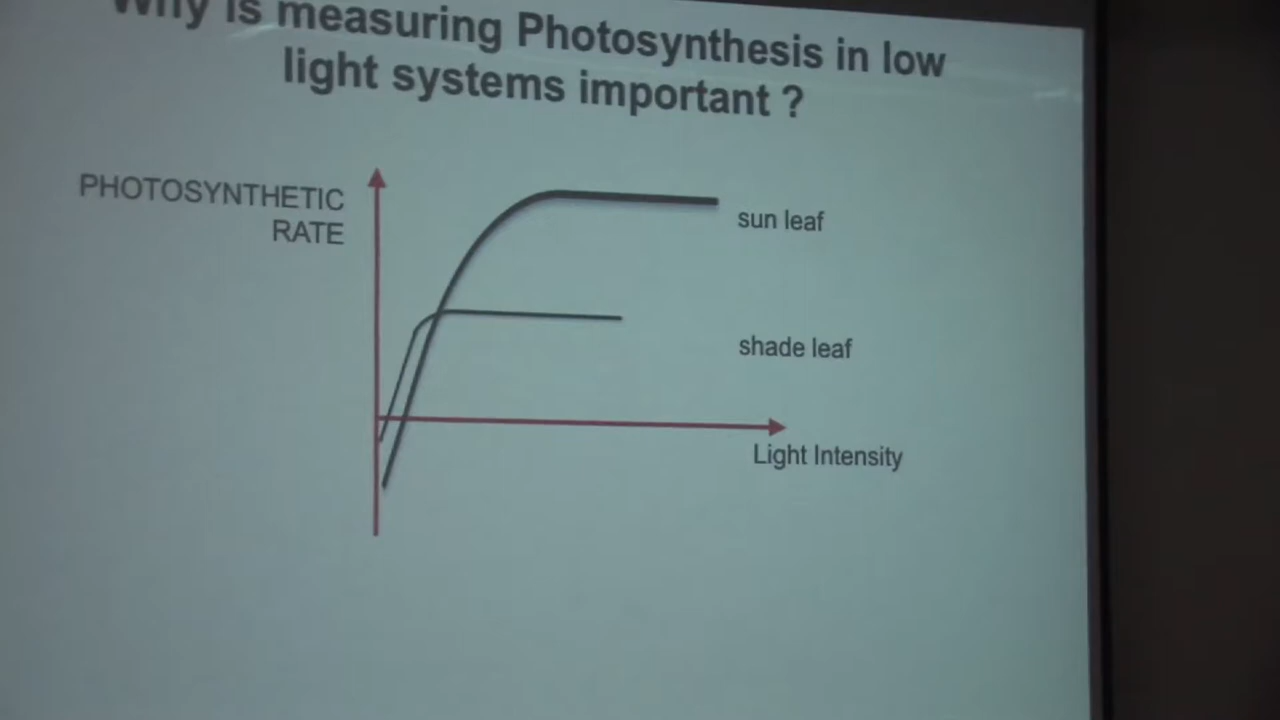 Why is measuring Photosynthesis in low
light systems important ?
PHOTOSYNTHETIC
RATE
sun leaf
shade leaf
Light Intensity